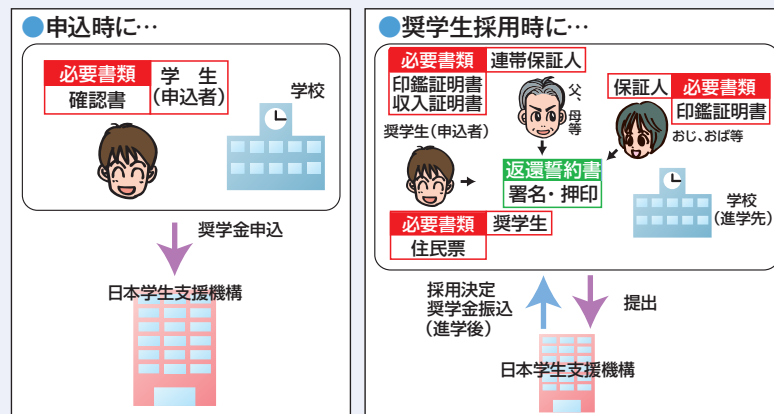 ●申込時に…
必要書類
確認書
学 生
(申込者)
学校
奨学金申込
日本学生支援機構
●奨学生採用時に…
必要書類
連帯保証人
印鑑証明書
収入証明書
父、母等
保証人
必要書類
印鑑証明書
おじ、おば等
奨学生(申込者)
返還誓約書
署名・押印
必要書類
奨学生
住民票
学校
(進学先)
採用決定
奨学金振込
(進学後)
提出
日本学生支援機構